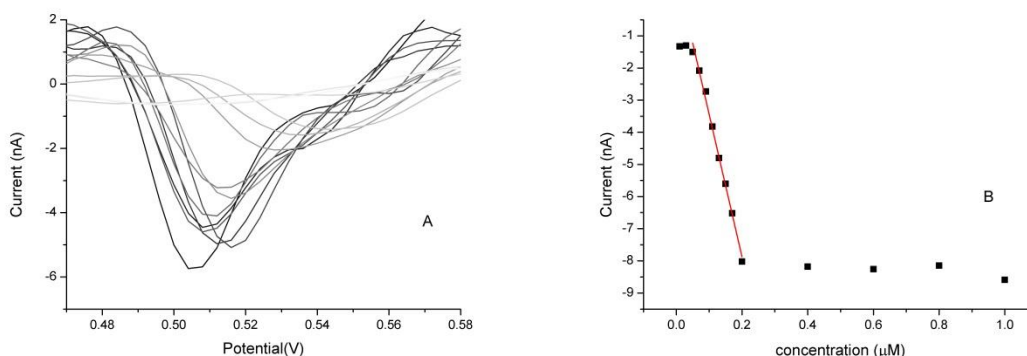 2
0
-2
-4
-6
Current (nA)
0.48 0.50 0.52 0.54 0.56 0.58
Potential(V)
A
-1
-2
-3
-4
-5
-6
-7
-8
-9
Current (nA)
0.0 0.2 0.4 0.6 0.8 1.0
concentration (μM)
B